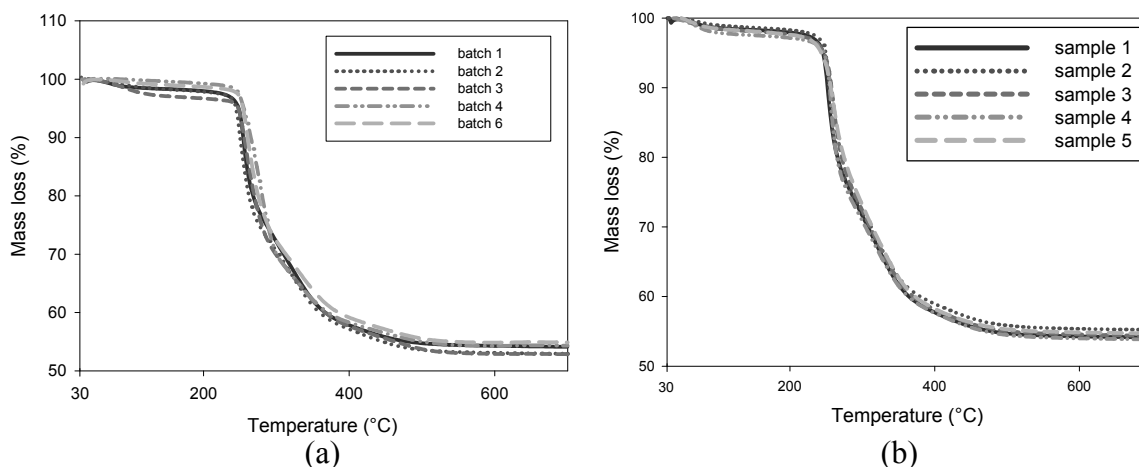 110
100
90
80
70
60
50
Mass loss (%)
batch 1
batch 2
batch 3
batch 4
batch 6
30
200
400
600
Temperature (°C)
(a)
100
90
80
70
60
50
Mass loss (%)
sample 1
sample 2
sample 3
sample 4
sample 5
30
200
400
600
Temperature (°C)
(b)